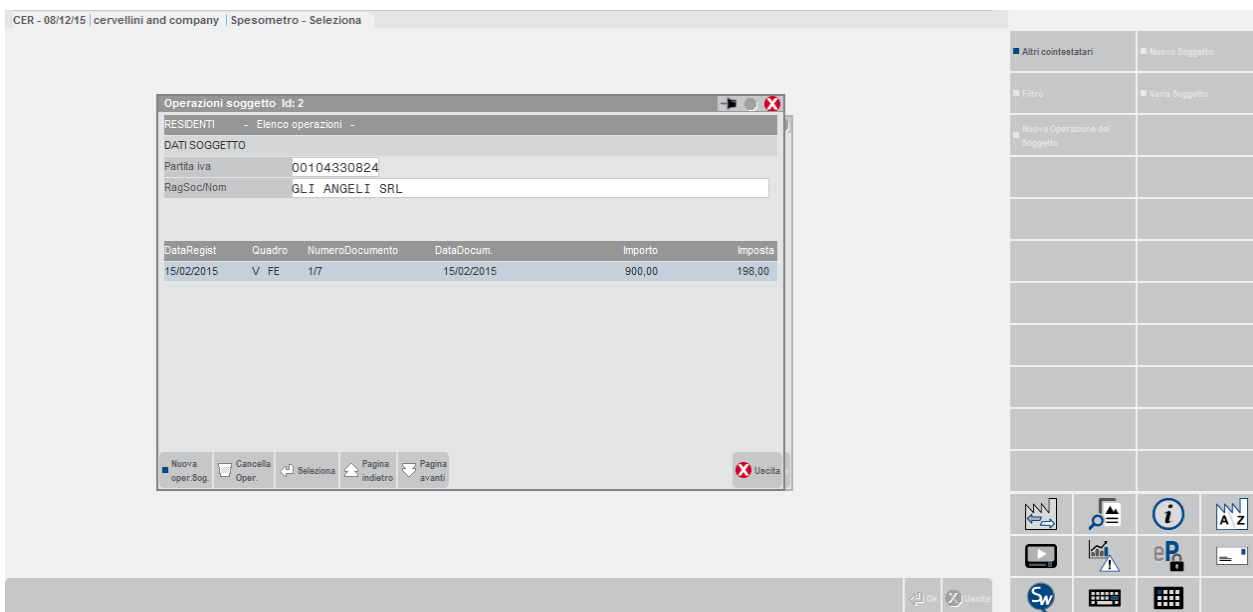 CER - 08/12/15 | cervellini and company | Spesometro - Seleziona
Altri cointestatari
Nuovo Soggetto
Filtro
Varia Soggetto
Nuova Operazione del
Soggetto
Operazioni soggetto Id: 2
RESIDENTI - Elenco operazioni -
DATI SOGGETTO
Partita iva 00104330824
RagSoc/Nom GLI ANGELI SRL
DataRegist Quadro NumeroDocumento DataDocum. Importo Imposta
15/02/2015 V FE 1/7 15/02/2015 900,00 198,00
Nuova
oper.Sog.
Cancella
Oper.
Seleziona
Pagina
indietro
Pagina
avanti
Uscita
i
A Z
eP
Ok
Uscita
Sw